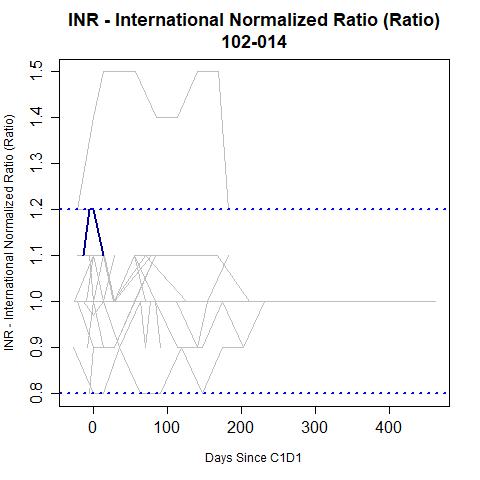 INR - International Normalized Ratio (Ratio)
102-014
INR - International Normalized Ratio (Ratio)
1.5
1.4
1.3
1.2
1.1
1.0
0.9
0.8
0 100 200 300 400
Days Since C1D1